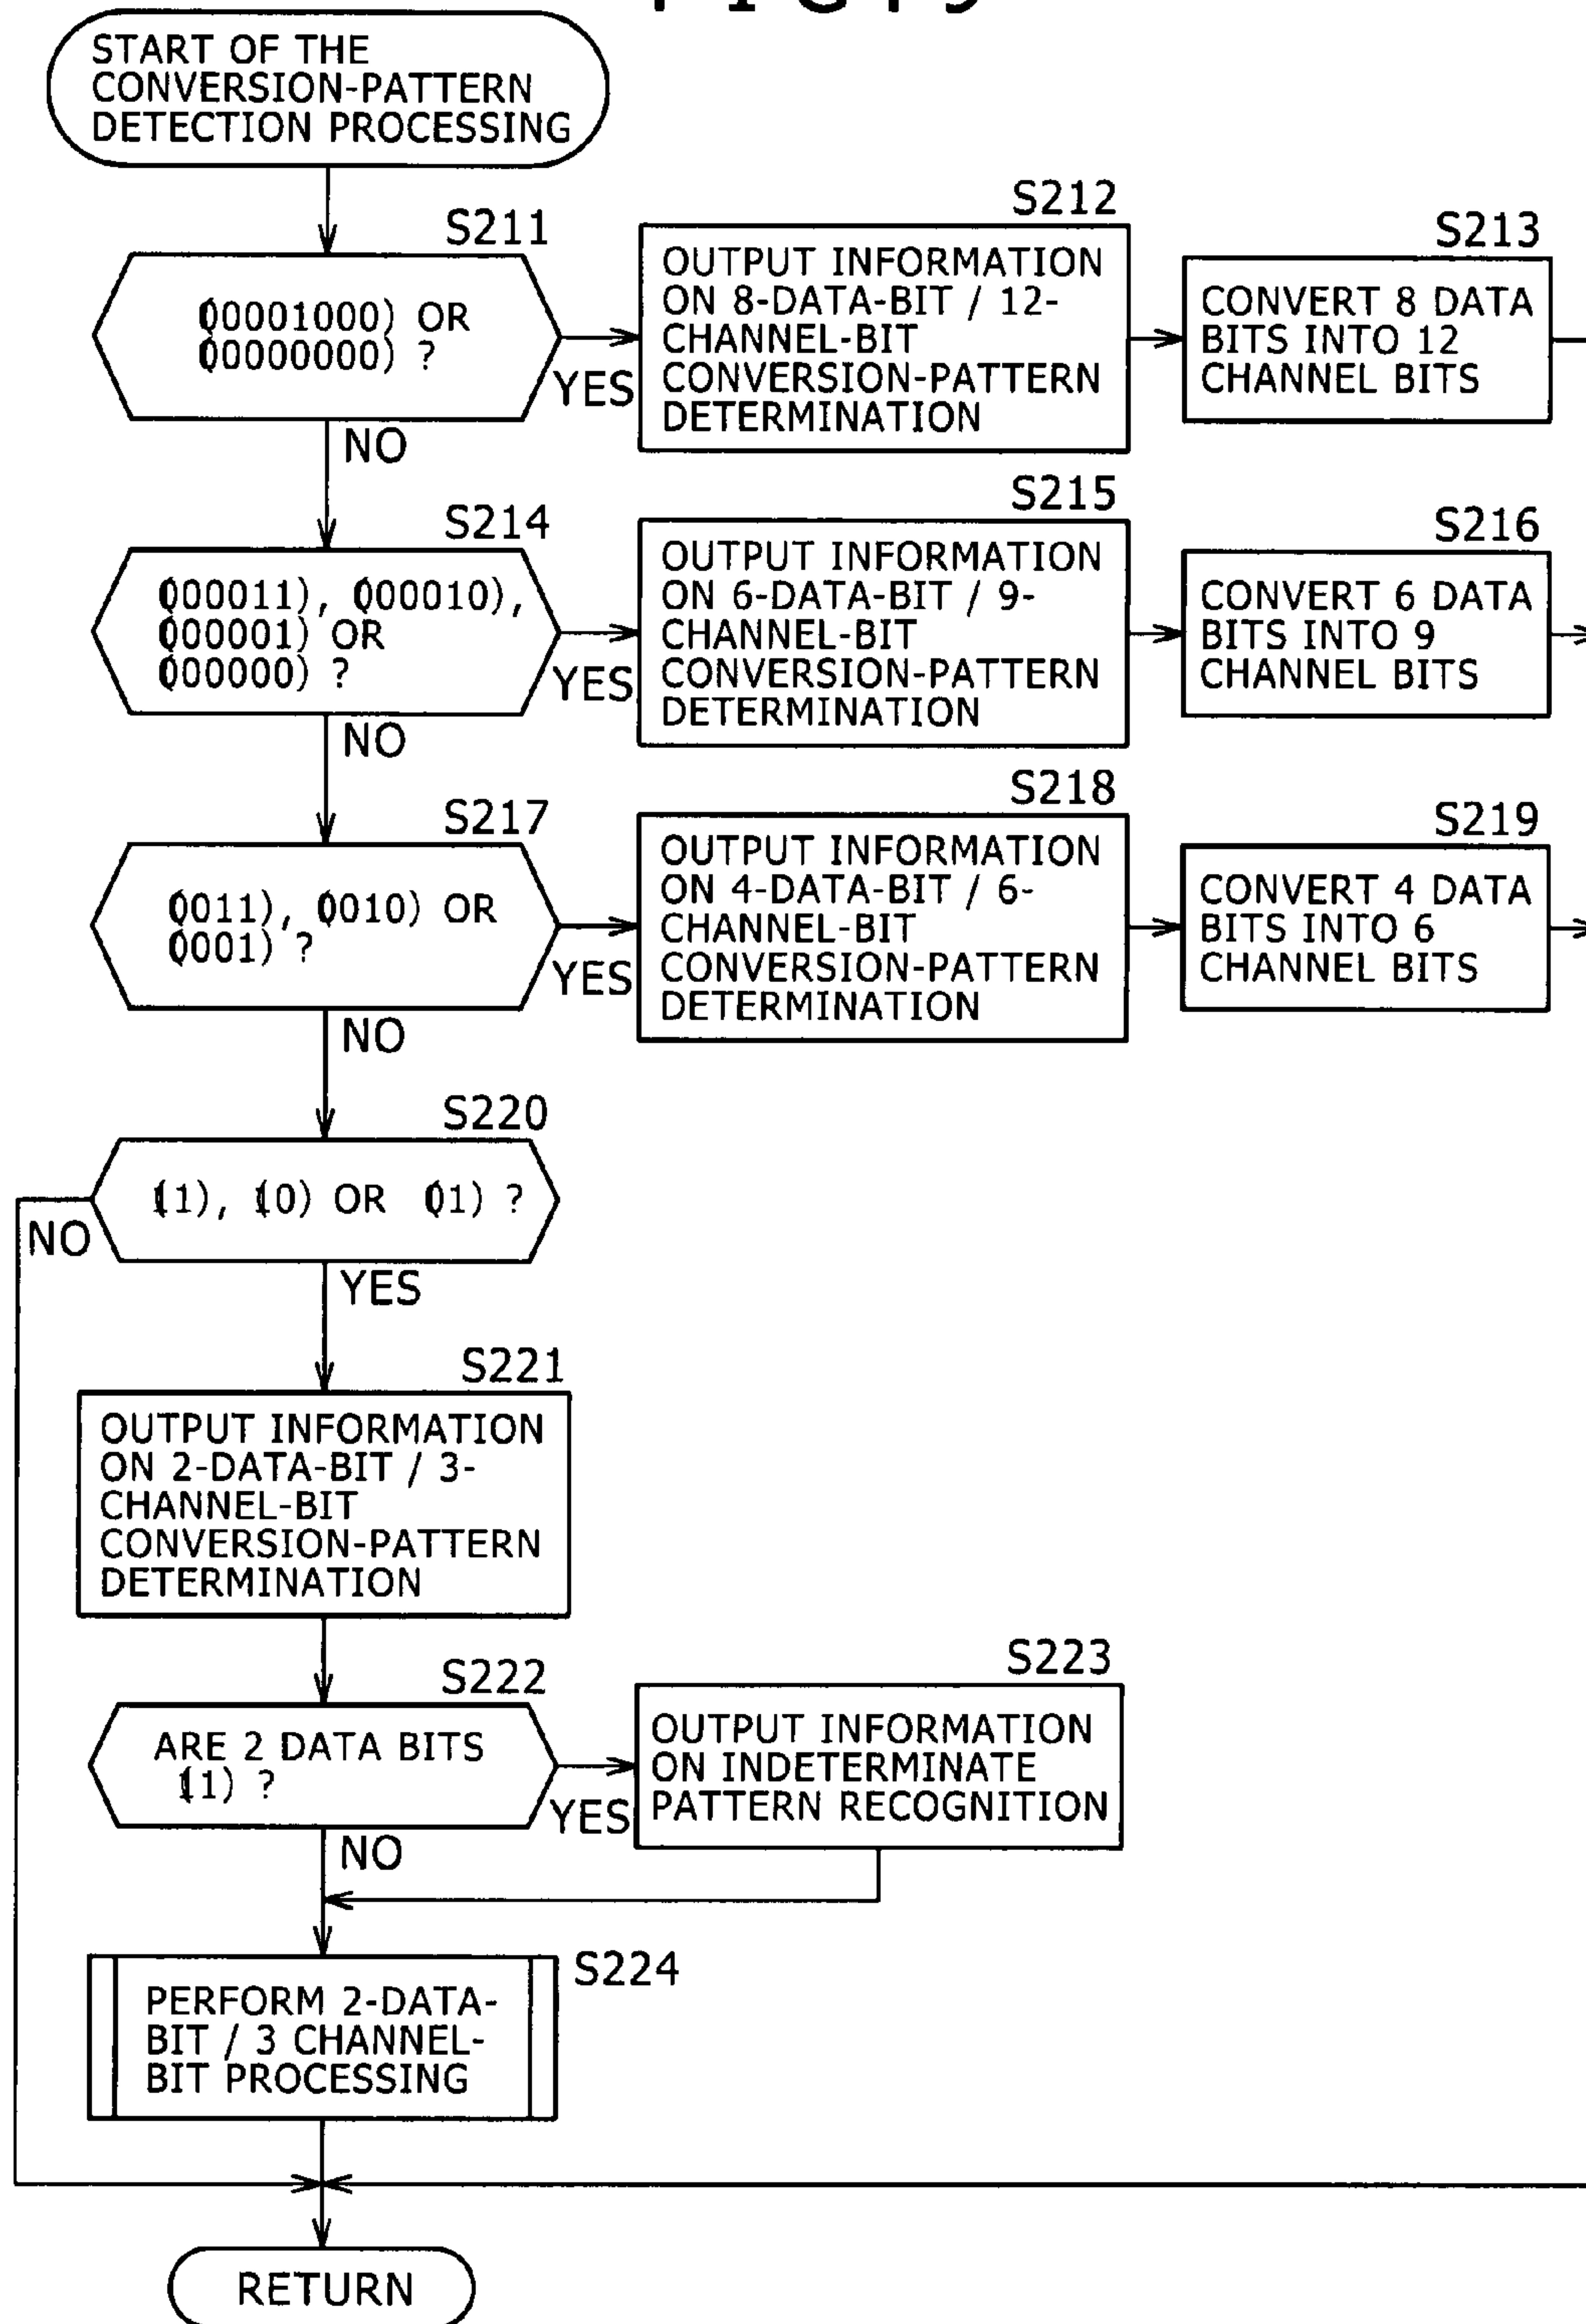 START OF THE
CONVERSION-PATTERN
DETECTION PROCESSING
S211
(00001000) OR
(00000000) ?
YES
NO
S212
OUTPUT INFORMATION
ON 8-DATA-BIT / 12-
CHANNEL-BIT
CONVERSION-PATTERN
DETERMINATION
S213
CONVERT 8 DATA
BITS INTO 12
CHANNEL BITS
S214
(000011), (000010),
(000001) OR
(000000) ?
YES
NO
S215
OUTPUT INFORMATION
ON 6-DATA-BIT / 9-
CHANNEL-BIT
CONVERSION-PATTERN
DETERMINATION
S216
CONVERT 6 DATA
BITS INTO 9
CHANNEL BITS
S217
(0011), (0010) OR
(0001) ?
YES
NO
S218
OUTPUT INFORMATION
ON 4-DATA-BIT / 6-
CHANNEL-BIT
CONVERSION-PATTERN
DETERMINATION
S219
CONVERT 4 DATA
BITS INTO 6
CHANNEL BITS
S220
(11), (10) OR (01) ?
NO
YES
S221
OUTPUT INFORMATION
ON 2-DATA-BIT / 3-
CHANNEL-BIT
CONVERSION-PATTERN
DETERMINATION
S222
ARE 2 DATA BITS
(11) ?
YES
NO
S223
OUTPUT INFORMATION
ON INDETERMINATE
PATTERN RECOGNITION
S224
PERFORM 2-DATA-
BIT / 3 CHANNEL-
BIT PROCESSING
RETURN